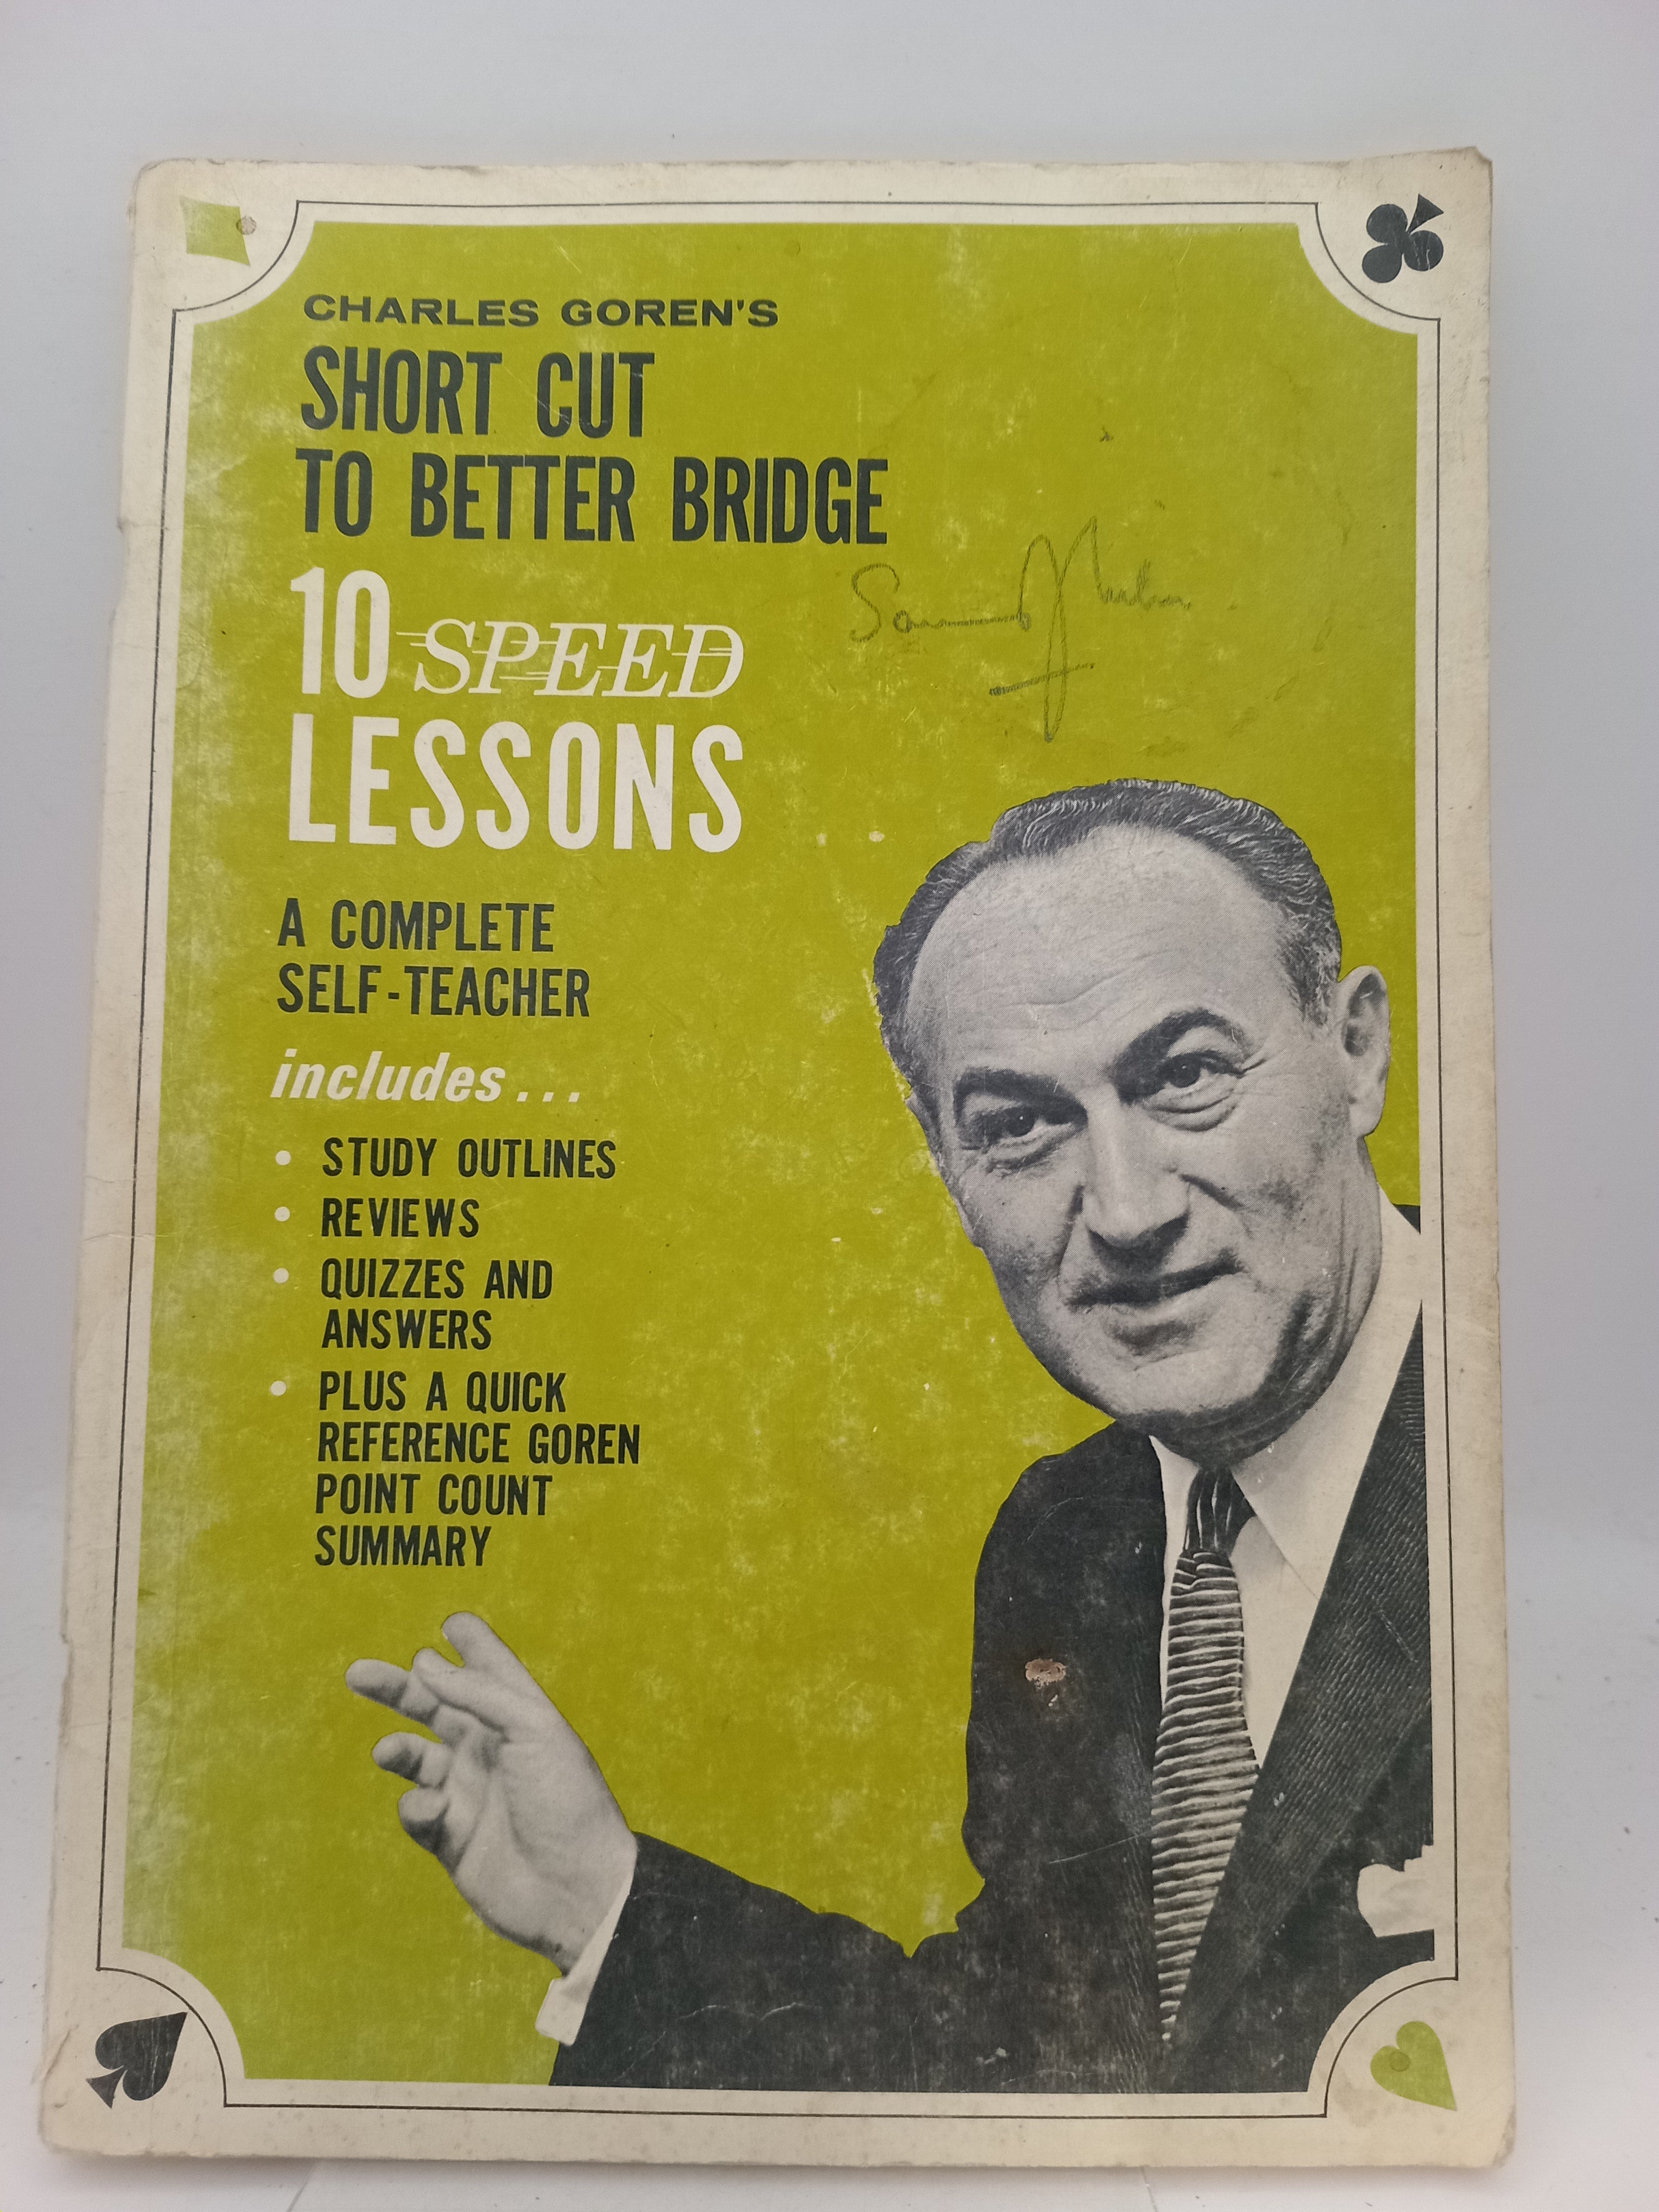 CHARLES GOREN'S
SHORT CUT
TO BETTER BRIDGE
10 SPEED
LESSONS
A COMPLETE
SELF-TEACHER
includes...
• STUDY OUTLINES
• REVIEWS
• QUIZZES AND
ANSWERS
• PLUS A QUICK
REFERENCE GOREN
POINT COUNT
SUMMARY